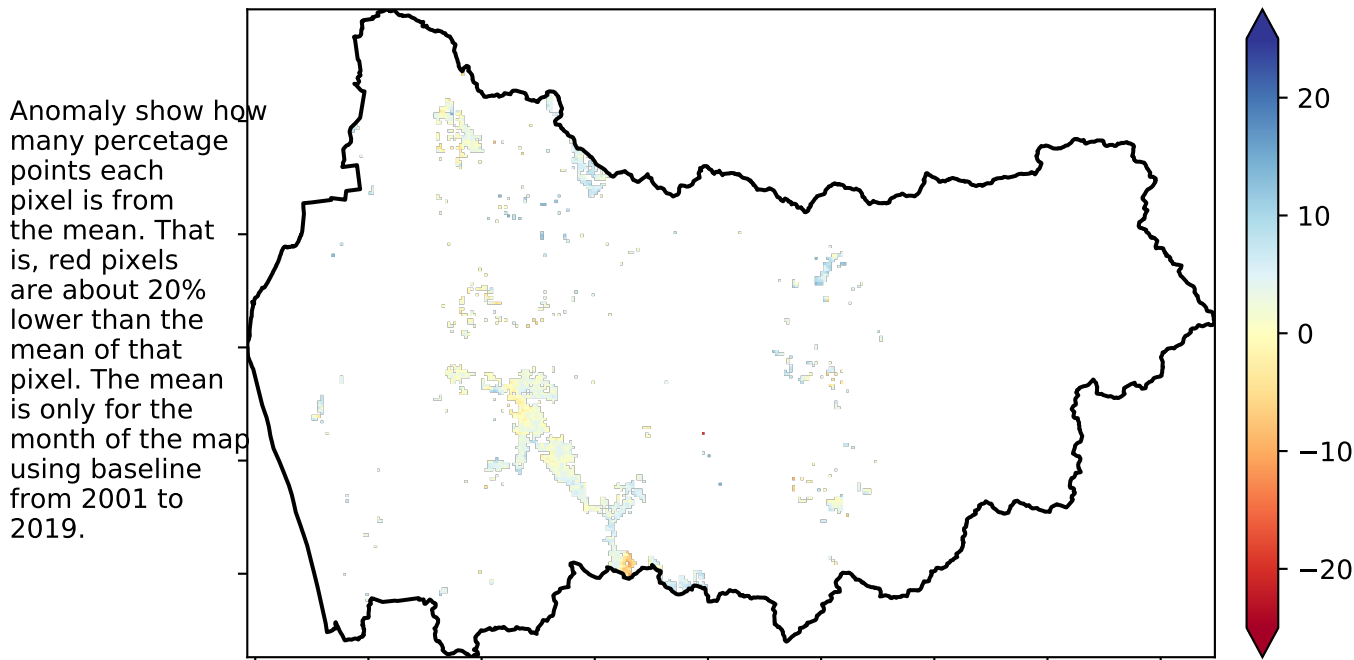 Anomaly show how
many percetage
points each
pixel is from
the mean. That
is, red pixels
are about 20%
lower than the
mean of that
pixel. The mean
is only for the
month of the map
using baseline
from 2001 to
2019.
20
10
0
−10
−20